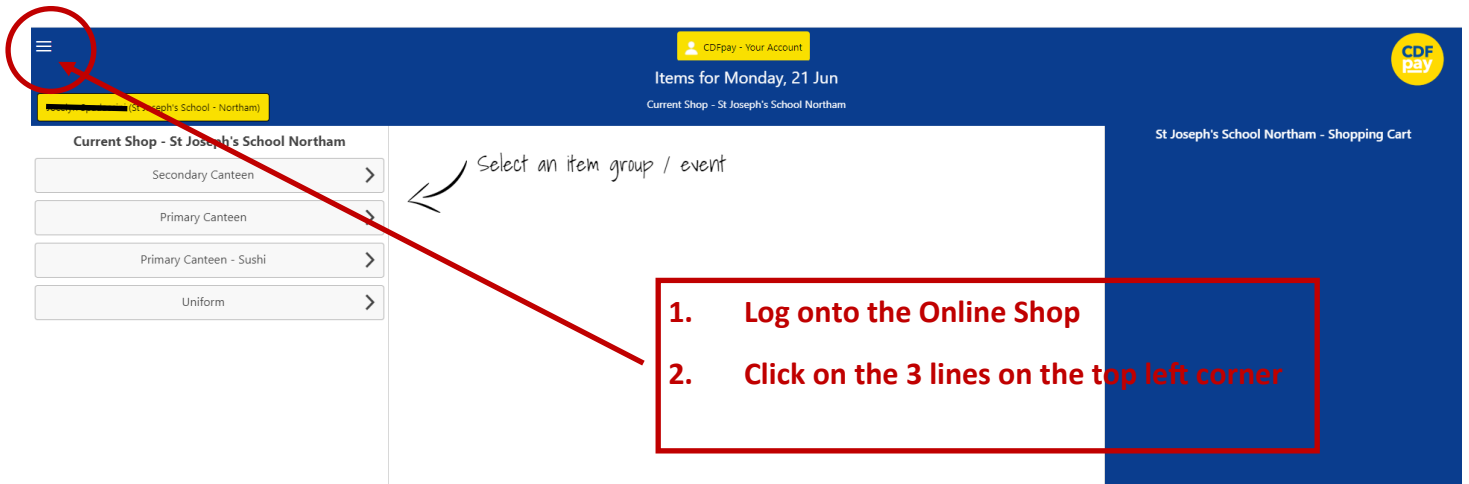 CDFpay - Your Account
CDF
pay
Items for Monday, 21 Jun
(St Joseph's School - Northam)
Current Shop - St Joseph's School Northam
Current Shop - St Joseph's School Northam
St Joseph's School Northam - Shopping Cart
Select an item group / event
Secondary Canteen
Primary Canteen
Primary Canteen - Sushi
Uniform
1. Log onto the Online Shop
2. Click on the 3 lines on the top left corner